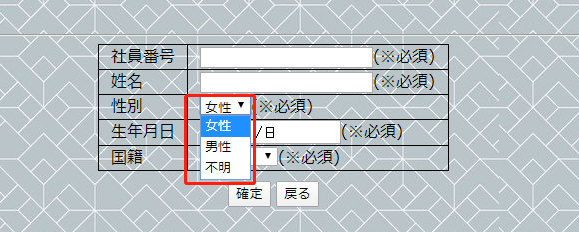 社員番号 (※必須)
姓名 (※必須)
性別 女性 (※必須)
女性
生年月日 /日 (※必須)
男性
国籍 (※必須)
不明
確定 戻る